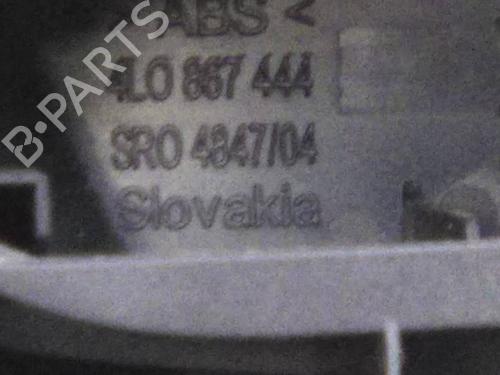 ABS <
4L0 867 444
SRO 4847/04
Slovakia
B-PARTS